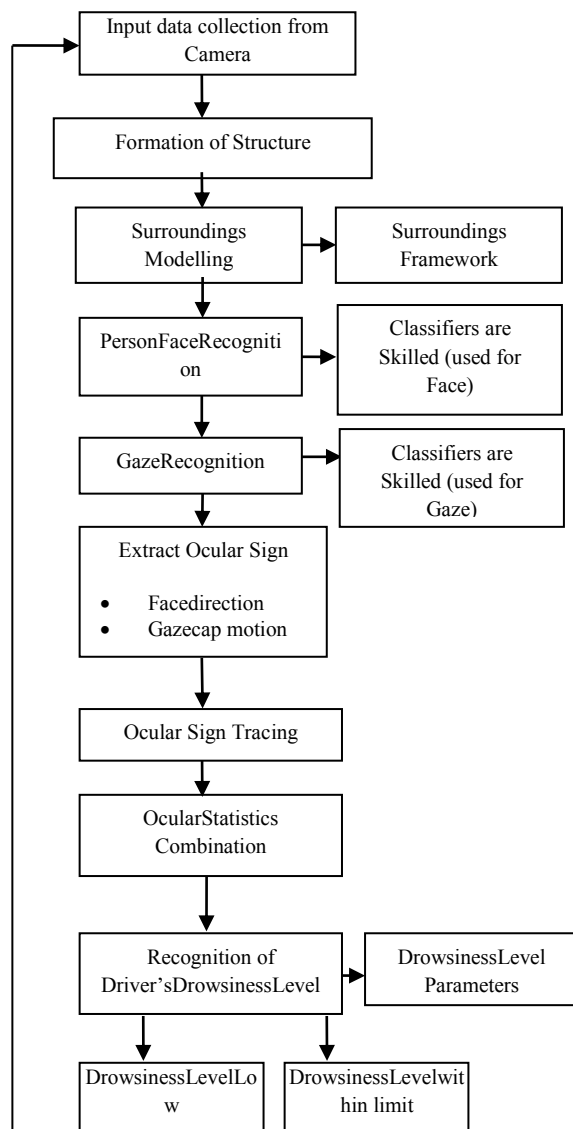 Input data collection from
Camera
Formation of Structure
Surroundings
Modelling
Surroundings
Framework
PersonFaceRecogniti
on
Classifiers are
Skilled (used for
Face)
GazeRecognition
Classifiers are
Skilled (used for
Gaze)
Extract Ocular Sign
• Facedirection
• Gazecap motion
Ocular Sign Tracing
OcularStatistics
Combination
Recognition of
Driver’sDrowsinessLevel
DrowsinessLevel
Parameters
DrowsinessLevelLo
w
DrowsinessLevelwit
hin limit